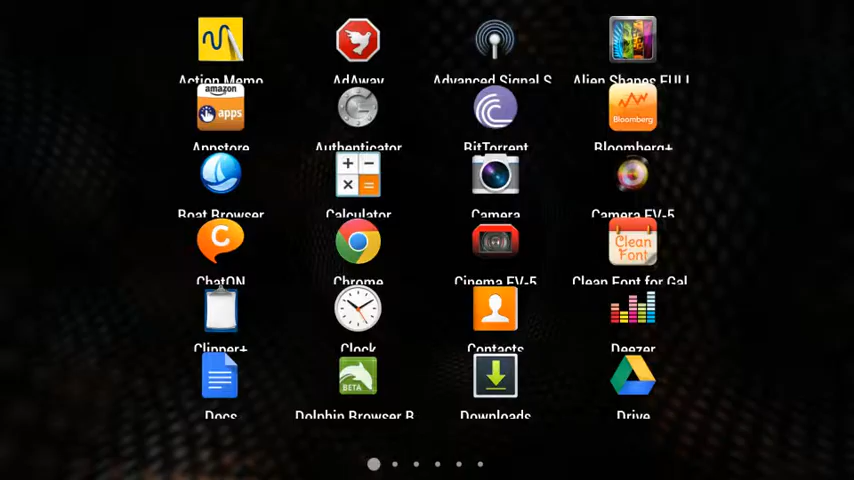 Action Memo
AdAway
Advanced Signal S
Alien Shapes FULL
amazon
apps
Bloomberg
Appstore
Authenticator
BitTorrent
Bloomberg+
Boat Browser
Calculator
Camera
Camera FV-5
C
Clean
Font
ChatON
Chrome
Cinema FV-5
Clean Font for Gal
Clipper+
Clock
Contacts
Deezer
BETA
Docs
Dolphin Browser B
Downloads
Drive